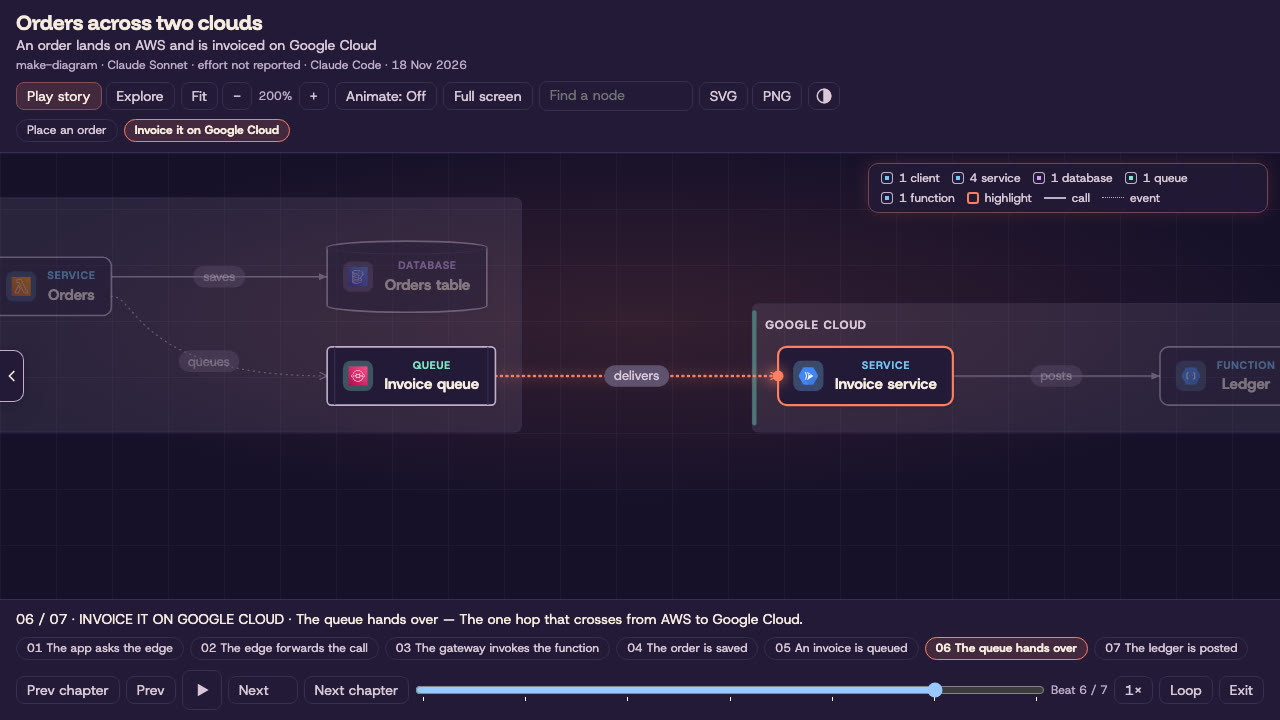 Orders across two clouds
An order lands on AWS and is invoiced on Google Cloud
make-diagram · Claude Sonnet · effort not reported · Claude Code · 18 Nov 2026
Play story Explore Fit − 200% + Animate: Off Full screen Find a node SVG PNG
Place an order Invoice it on Google Cloud
1 client 4 service 1 database 1 queue
1 function highlight call event
SERVICE
Orders
saves
DATABASE
Orders table
queues
QUEUE
Invoice queue
delivers
GOOGLE CLOUD
SERVICE
Invoice service
posts
FUNCTION
Ledger
06 / 07 · INVOICE IT ON GOOGLE CLOUD · The queue hands over — The one hop that crosses from AWS to Google Cloud.
01 The app asks the edge 02 The edge forwards the call 03 The gateway invokes the function 04 The order is saved 05 An invoice is queued 06 The queue hands over 07 The ledger is posted
Prev chapter Prev Next Next chapter Beat 6 / 7 1× Loop Exit